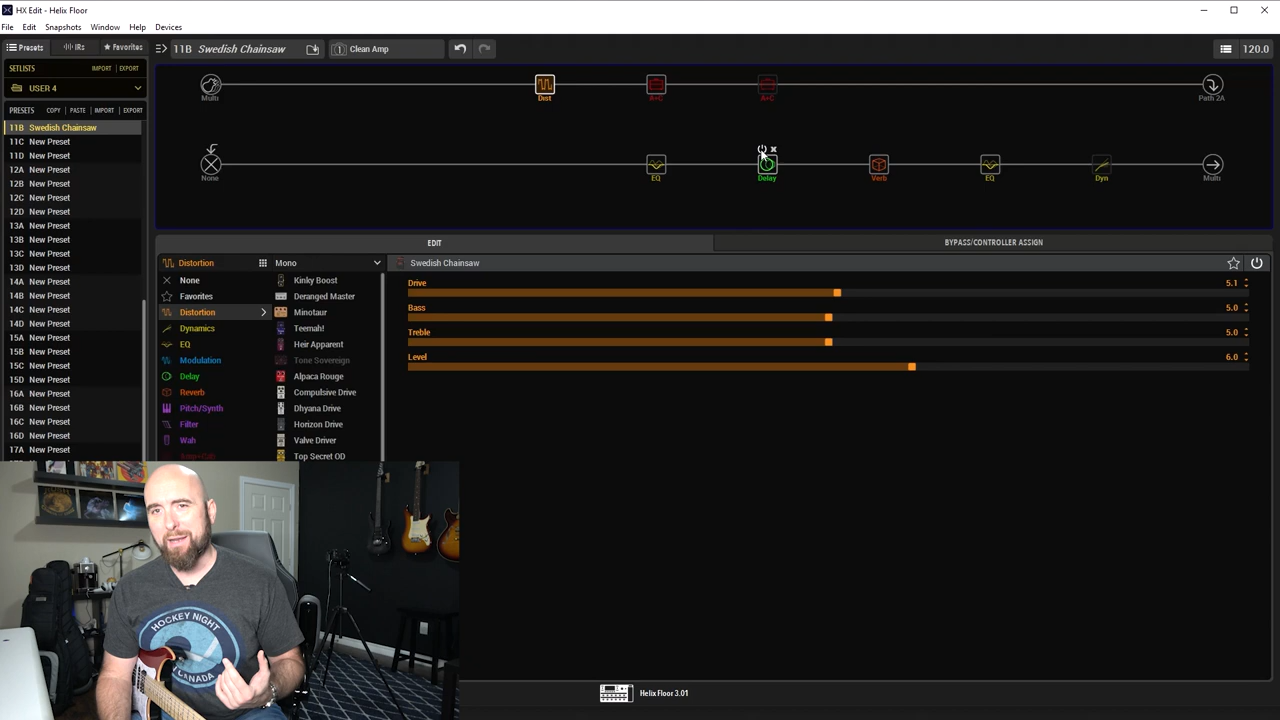 HX Edit - Helix Floor
File Edit Snapshots Window Help Devices
Presets IRs Favorites 11B Swedish Chainsaw 1 Clean Amp 120.0
SETLISTS IMPORT EXPORT
USER 4
PRESETS COPY PASTE IMPORT EXPORT
11B Swedish Chainsaw
11C New Preset
11D New Preset
12A New Preset
12B New Preset
12C New Preset
12D New Preset
13A New Preset
13B New Preset
13C New Preset
13D New Preset
14A New Preset
14B New Preset
14C New Preset
14D New Preset
15A New Preset
15B New Preset
15C New Preset
15D New Preset
16A New Preset
16B New Preset
16C New Preset
16D New Preset
17A New Preset
Multi Dist A+C A+C Path 2A
None EQ Delay Verb EQ Dyn Multi
EDIT BYPASS/CONTROLLER ASSIGN
Distortion Mono Swedish Chainsaw
None
Favorites
Distortion
Dynamics
EQ
Modulation
Delay
Reverb
Pitch/Synth
Filter
Wah
Amp+Cab
Kinky Boost
Deranged Master
Minotaur
Teemah!
Heir Apparent
Tone Sovereign
Alpaca Rouge
Compulsive Drive
Dhyana Drive
Horizon Drive
Valve Driver
Top Secret OD
Drive 5.1
Bass 5.0
Treble 5.0
Level 6.0
HOCKEY NIGHT
CANADA
Helix Floor 3.01